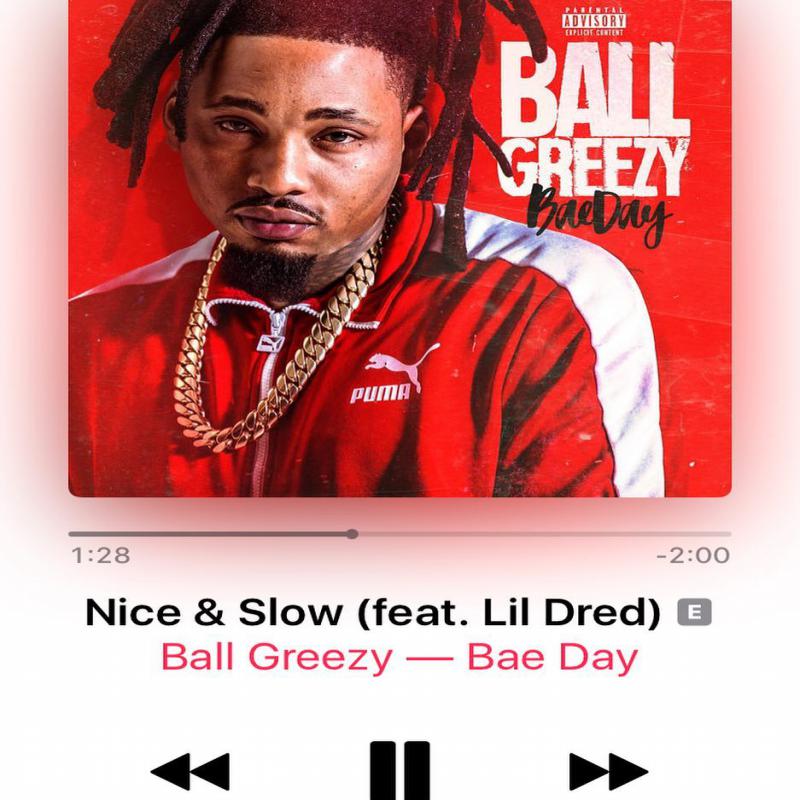 PARENTAL
ADVISORY
EXPLICIT CONTENT
BALL
GREEZY
BaeDay
PUMA
1:28
-2:00
Nice & Slow (feat. Lil Dred) E
Ball Greezy — Bae Day